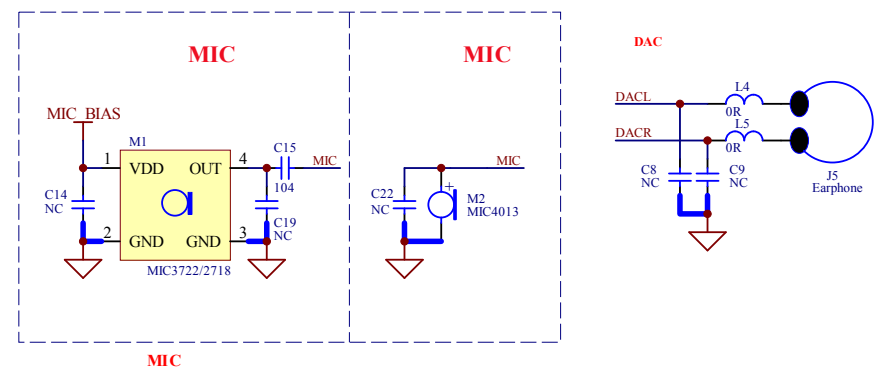 MIC
MIC
DAC
MIC_BIAS
M1
1
VDD
OUT
4
C15
104
MIC
C14
NC
2
GND
GND
3
C19
NC
MIC3722/2718
MIC
C22
NC
+
M2
MIC4013
DACL
L4
0R
DACR
L5
0R
C8
NC
C9
NC
J5
Earphone
MIC